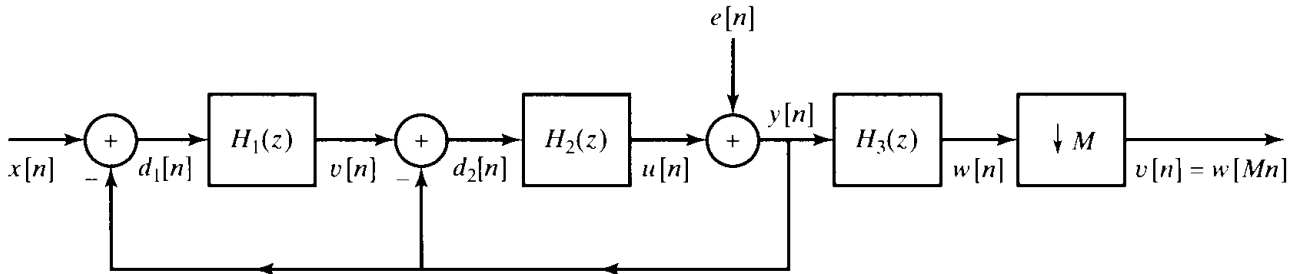 e[n]
y[n]
+ H₁(z) + H₂(z) + H₃(z) ↓ M
x[n] − d₁[n] v[n] − d₂[n] u[n] w[n] v[n] = w[Mn]